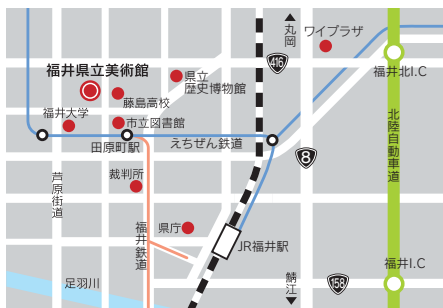 丸岡
ワイプラザ
416
福井県立美術館
県立
歴史博物館
福井北I.C
藤島高校
福井大学
市立図書館
田原町駅
えちぜん鉄道
北陸自動車道
8
芦原街道
裁判所
福井鉄道
県庁
JR福井駅
福井I.C
足羽川
鯖江
158